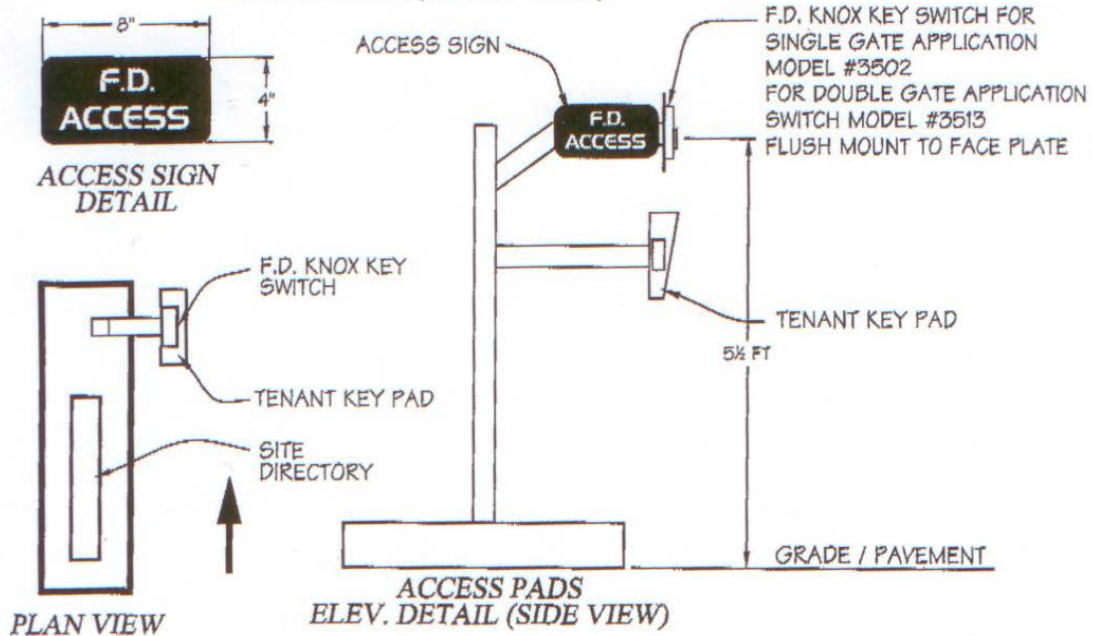 8"
F.D.
ACCESS
4"
ACCESS SIGN
DETAIL
ACCESS SIGN
F.D.
ACCESS
F.D. KNOX KEY SWITCH FOR
SINGLE GATE APPLICATION
MODEL #3502
FOR DOUBLE GATE APPLICATION
SWITCH MODEL #3513
FLUSH MOUNT TO FACE PLATE
F.D. KNOX KEY
SWITCH
TENANT KEY PAD
SITE
DIRECTORY
PLAN VIEW
TENANT KEY PAD
5½ FT
GRADE / PAVEMENT
ACCESS PADS
ELEV. DETAIL (SIDE VIEW)